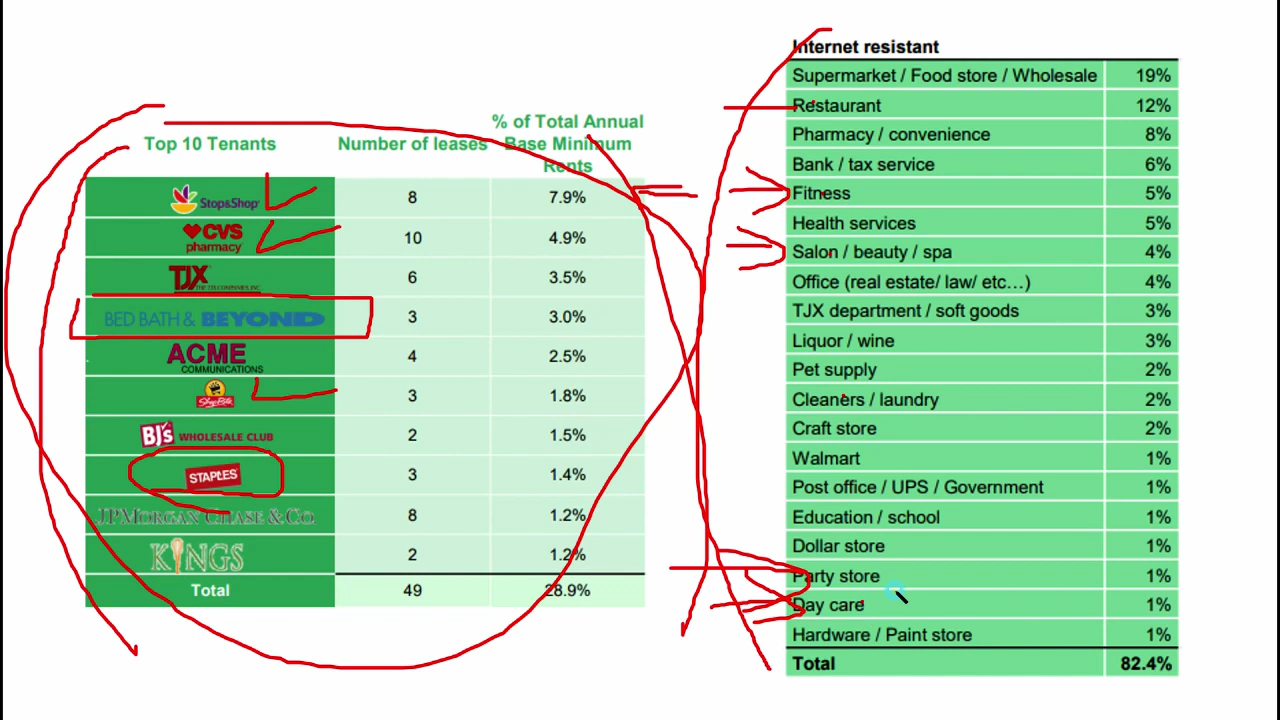 Top 10 Tenants Number of leases % of Total Annual Base Minimum Rents
Stop&Shop 8 7.9%
CVS pharmacy 10 4.9%
TJX THE TJX COMPANIES, INC. 6 3.5%
BED BATH & BEYOND 3 3.0%
ACME COMMUNICATIONS 4 2.5%
ShopRite 3 1.8%
BJ's WHOLESALE CLUB 2 1.5%
STAPLES 3 1.4%
JPMORGAN CHASE & CO. 8 1.2%
KINGS 2 1.2%
Total 49 28.9%
Internet resistant
Supermarket / Food store / Wholesale 19%
Restaurant 12%
Pharmacy / convenience 8%
Bank / tax service 6%
Fitness 5%
Health services 5%
Salon / beauty / spa 4%
Office (real estate/ law/ etc…) 4%
TJX department / soft goods 3%
Liquor / wine 3%
Pet supply 2%
Cleaners / laundry 2%
Craft store 2%
Walmart 1%
Post office / UPS / Government 1%
Education / school 1%
Dollar store 1%
Party store 1%
Day care 1%
Hardware / Paint store 1%
Total 82.4%